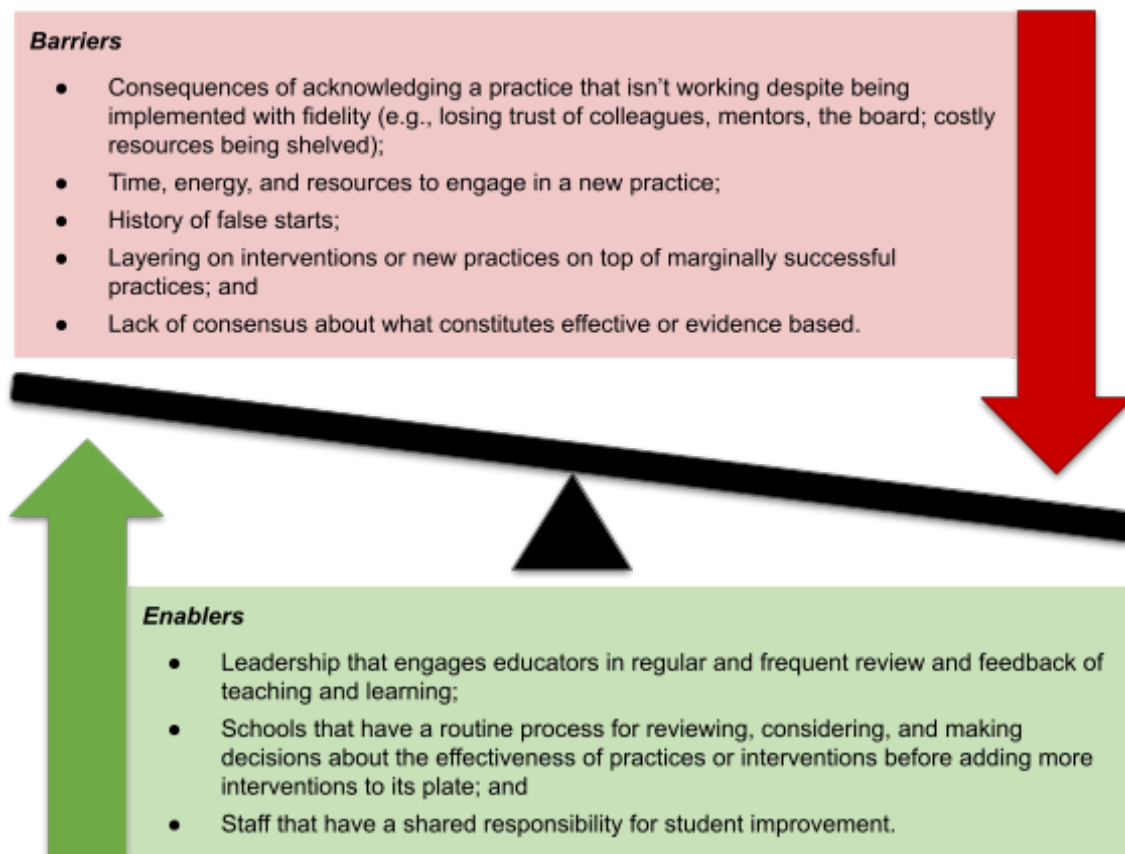 Barriers
● Consequences of acknowledging a practice that isn’t working despite being
implemented with fidelity (e.g., losing trust of colleagues, mentors, the board; costly
resources being shelved);
● Time, energy, and resources to engage in a new practice;
● History of false starts;
● Layering on interventions or new practices on top of marginally successful
practices; and
● Lack of consensus about what constitutes effective or evidence based.
Enablers
● Leadership that engages educators in regular and frequent review and feedback of
teaching and learning;
● Schools that have a routine process for reviewing, considering, and making
decisions about the effectiveness of practices or interventions before adding more
interventions to its plate; and
● Staff that have a shared responsibility for student improvement.